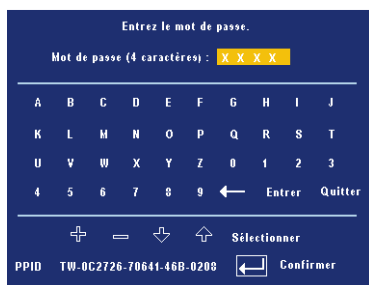 Entrez le mot de passe.
Mot de passe (4 caractères) : X X X X
A B C D E F G H I J
K L M N O P Q R S T
U V W X Y Z 0 1 2 3
4 5 6 7 8 9 ← Entrer Quitter
Sélectionner
PPID TW-0C2726-70641-46B-0208 Confirmer